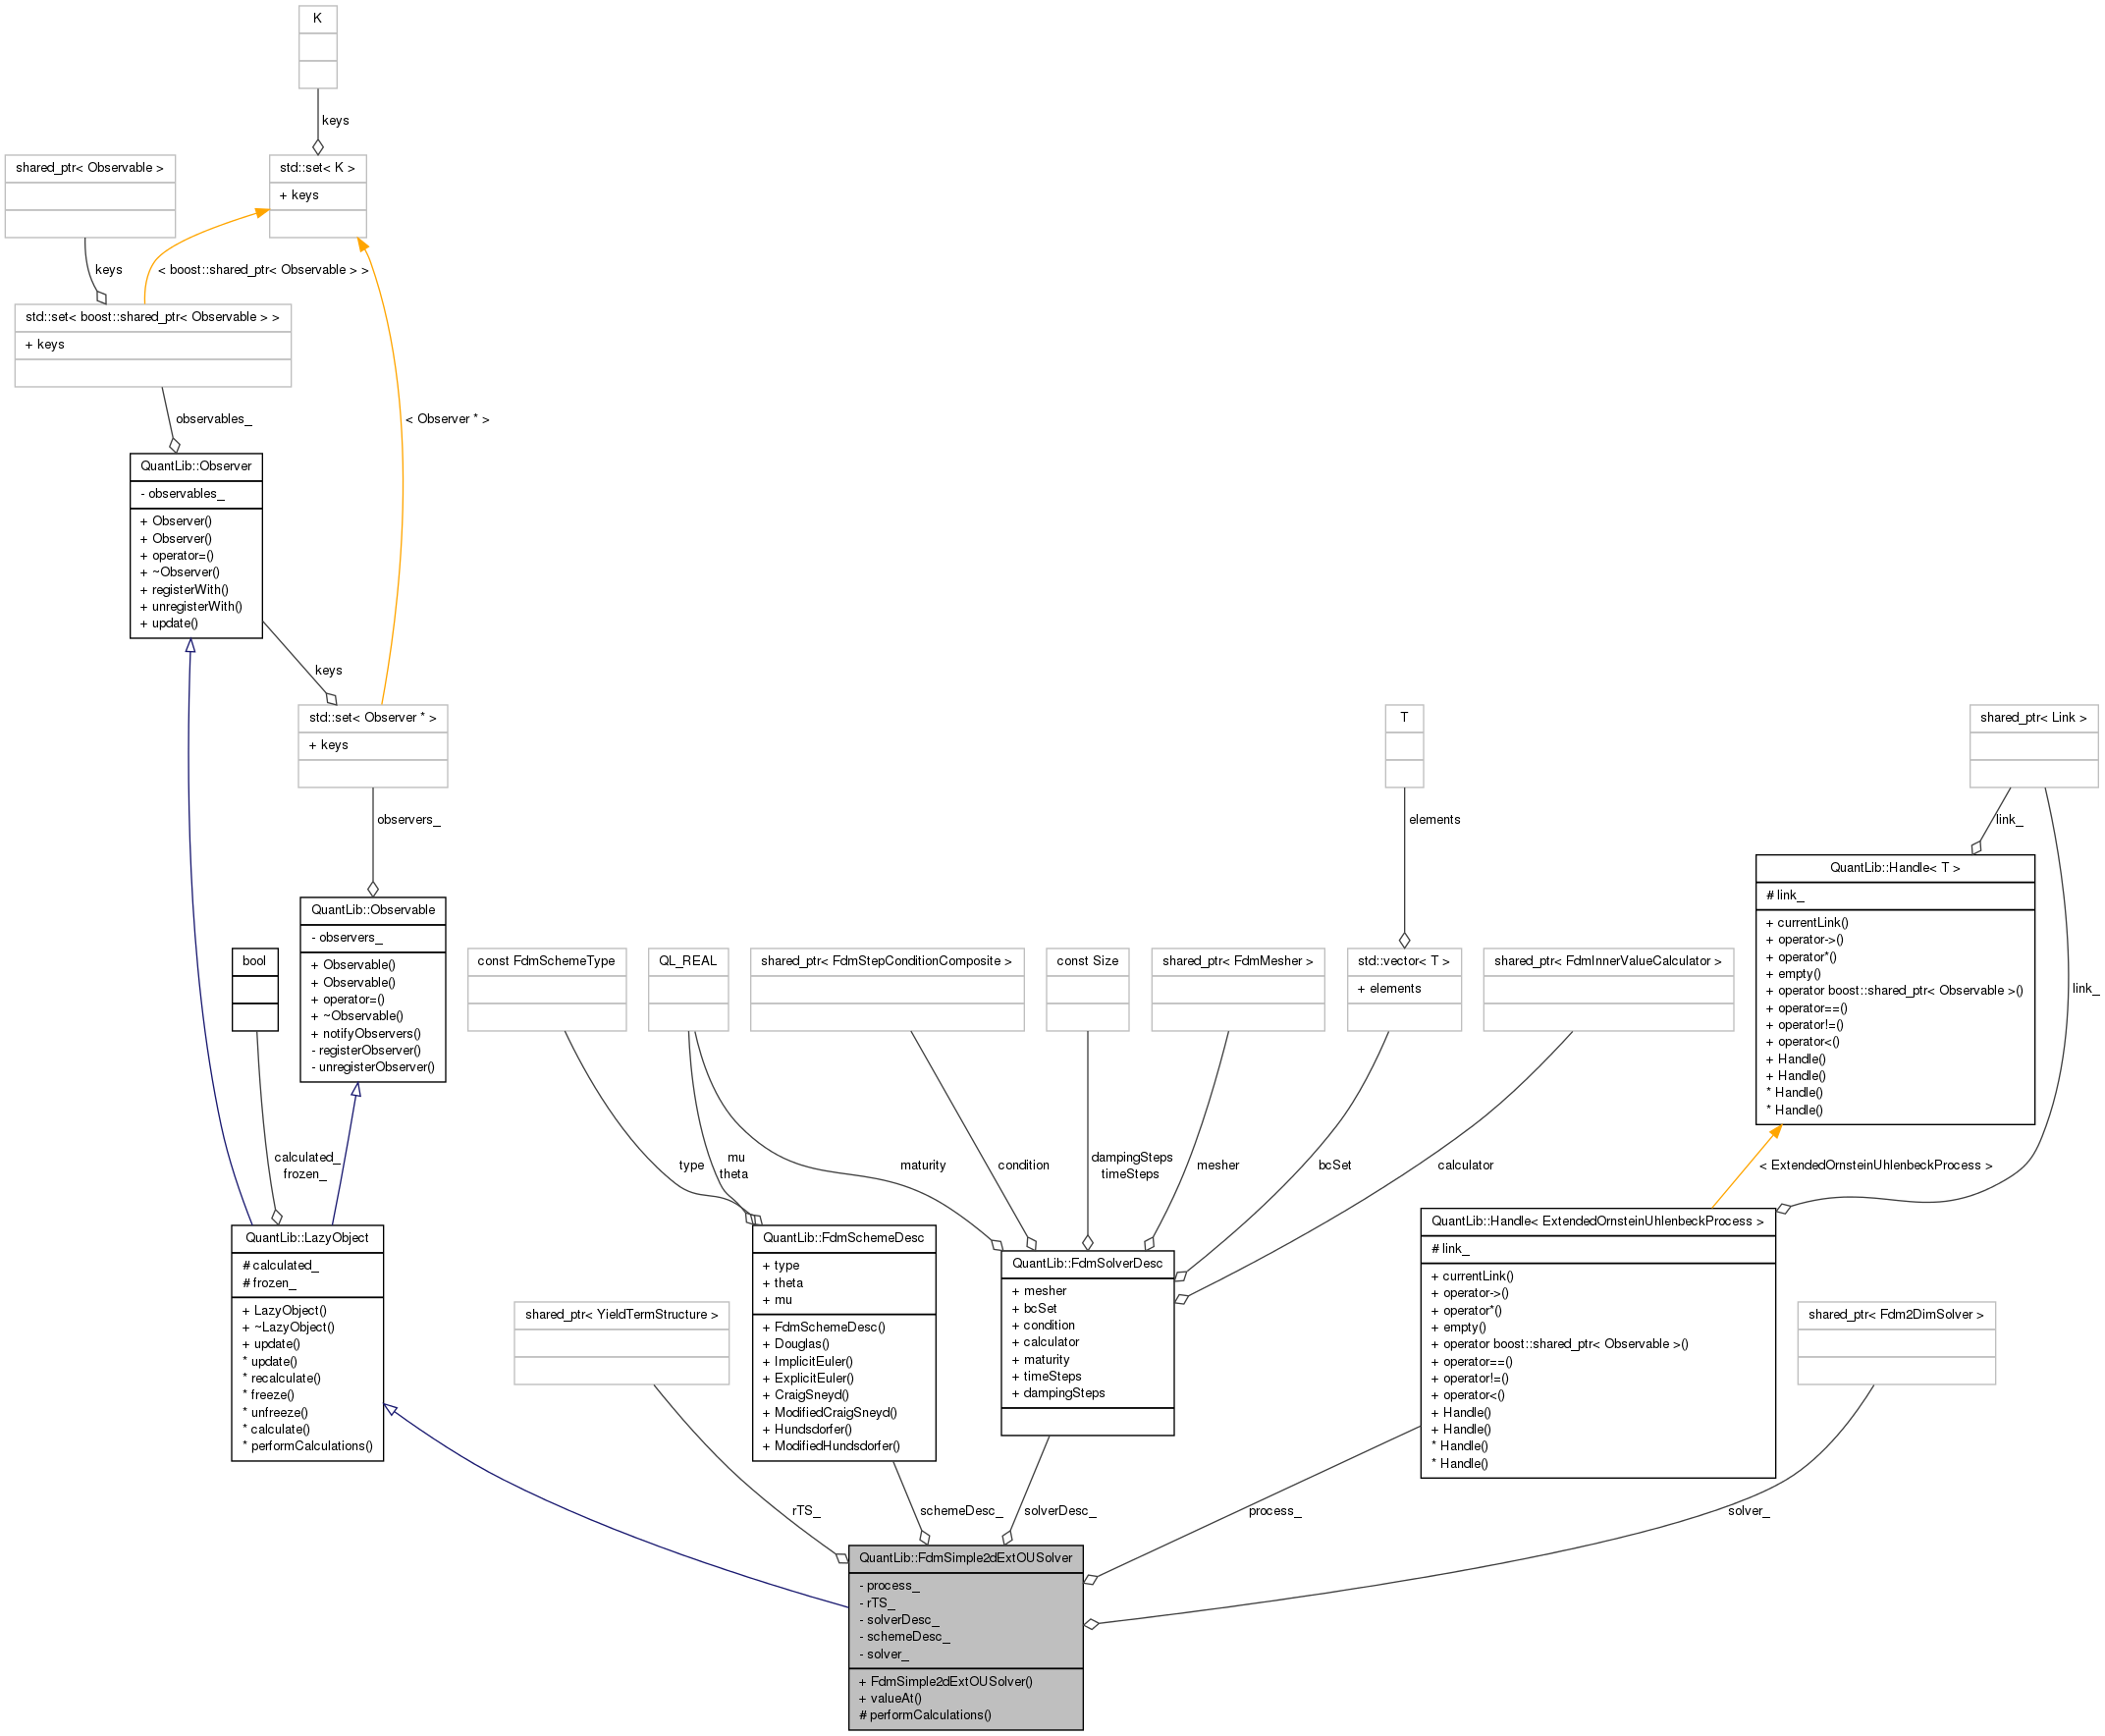 K
keys
shared_ptr< Observable >
std::set< K >
+ keys
keys
< boost::shared_ptr< Observable > >
std::set< boost::shared_ptr< Observable > >
+ keys
observables_
< Observer * >
QuantLib::Observer
- observables_
+ Observer()
+ Observer()
+ operator=()
+ ~Observer()
+ registerWith()
+ unregisterWith()
+ update()
keys
std::set< Observer * >
+ keys
T
shared_ptr< Link >
observers_
elements
link_
QuantLib::Handle< T >
# link_
+ currentLink()
+ operator->()
+ operator*()
+ empty()
+ operator boost::shared_ptr< Observable >()
+ operator==()
+ operator!=()
+ operator<()
+ Handle()
+ Handle()
* Handle()
* Handle()
QuantLib::Observable
- observers_
+ Observable()
+ Observable()
+ operator=()
+ ~Observable()
+ notifyObservers()
- registerObserver()
- unregisterObserver()
bool
const FdmSchemeType
QL_REAL
shared_ptr< FdmStepConditionComposite >
const Size
shared_ptr< FdmMesher >
std::vector< T >
+ elements
shared_ptr< FdmInnerValueCalculator >
link_
calculated_
frozen_
type
mu
theta
maturity
condition
dampingSteps
timeSteps
mesher
bcSet
calculator
< ExtendedOrnsteinUhlenbeckProcess >
QuantLib::LazyObject
# calculated_
# frozen_
+ LazyObject()
+ ~LazyObject()
+ update()
* update()
* recalculate()
* freeze()
* unfreeze()
* calculate()
* performCalculations()
shared_ptr< YieldTermStructure >
QuantLib::FdmSchemeDesc
+ type
+ theta
+ mu
+ FdmSchemeDesc()
+ Douglas()
+ ImplicitEuler()
+ ExplicitEuler()
+ CraigSneyd()
+ ModifiedCraigSneyd()
+ Hundsdorfer()
+ ModifiedHundsdorfer()
QuantLib::FdmSolverDesc
+ mesher
+ bcSet
+ condition
+ calculator
+ maturity
+ timeSteps
+ dampingSteps
QuantLib::Handle< ExtendedOrnsteinUhlenbeckProcess >
# link_
+ currentLink()
+ operator->()
+ operator*()
+ empty()
+ operator boost::shared_ptr< Observable >()
+ operator==()
+ operator!=()
+ operator<()
+ Handle()
+ Handle()
* Handle()
* Handle()
shared_ptr< Fdm2DimSolver >
rTS_
schemeDesc_
solverDesc_
process_
solver_
QuantLib::FdmSimple2dExtOUSolver
- process_
- rTS_
- solverDesc_
- schemeDesc_
- solver_
+ FdmSimple2dExtOUSolver()
+ valueAt()
# performCalculations()